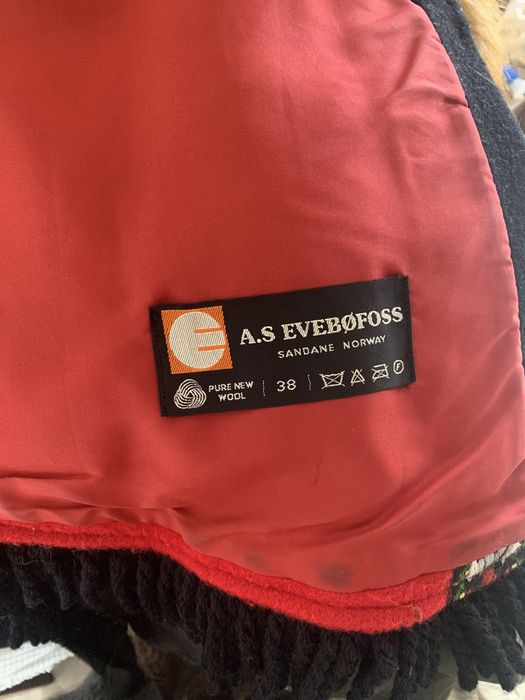 A.S EVEBØFOSS
SANDANE NORWAY
PURE NEW
WOOL
38
F